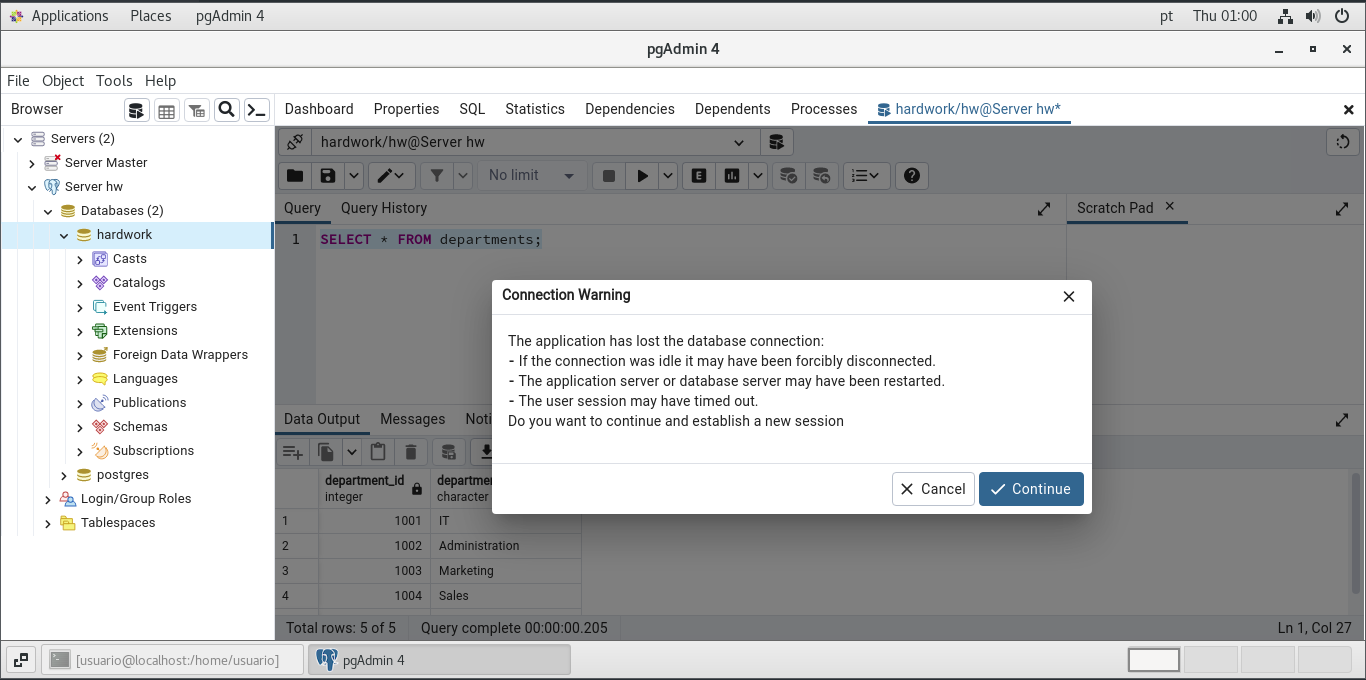 Applications Places pgAdmin 4 pt Thu 01:00
pgAdmin 4
File Object Tools Help
Browser
Dashboard Properties SQL Statistics Dependencies Dependents Processes hardwork/hw@Server hw*
Servers (2)
Server Master
Server hw
Databases (2)
hardwork
Casts
Catalogs
Event Triggers
Extensions
Foreign Data Wrappers
Languages
Publications
Schemas
Subscriptions
postgres
Login/Group Roles
Tablespaces
hardwork/hw@Server hw
No limit E
Query Query History Scratch Pad
1 SELECT * FROM departments;
Connection Warning
The application has lost the database connection:
- If the connection was idle it may have been forcibly disconnected.
- The application server or database server may have been restarted.
- The user session may have timed out.
Do you want to continue and establish a new session
Cancel Continue
Data Output Messages Noti
department_id departmen
integer character
1 1001 IT
2 1002 Administration
3 1003 Marketing
4 1004 Sales
Total rows: 5 of 5 Query complete 00:00:00.205 Ln 1, Col 27
[usuario@localhost:/home/usuario] pgAdmin 4